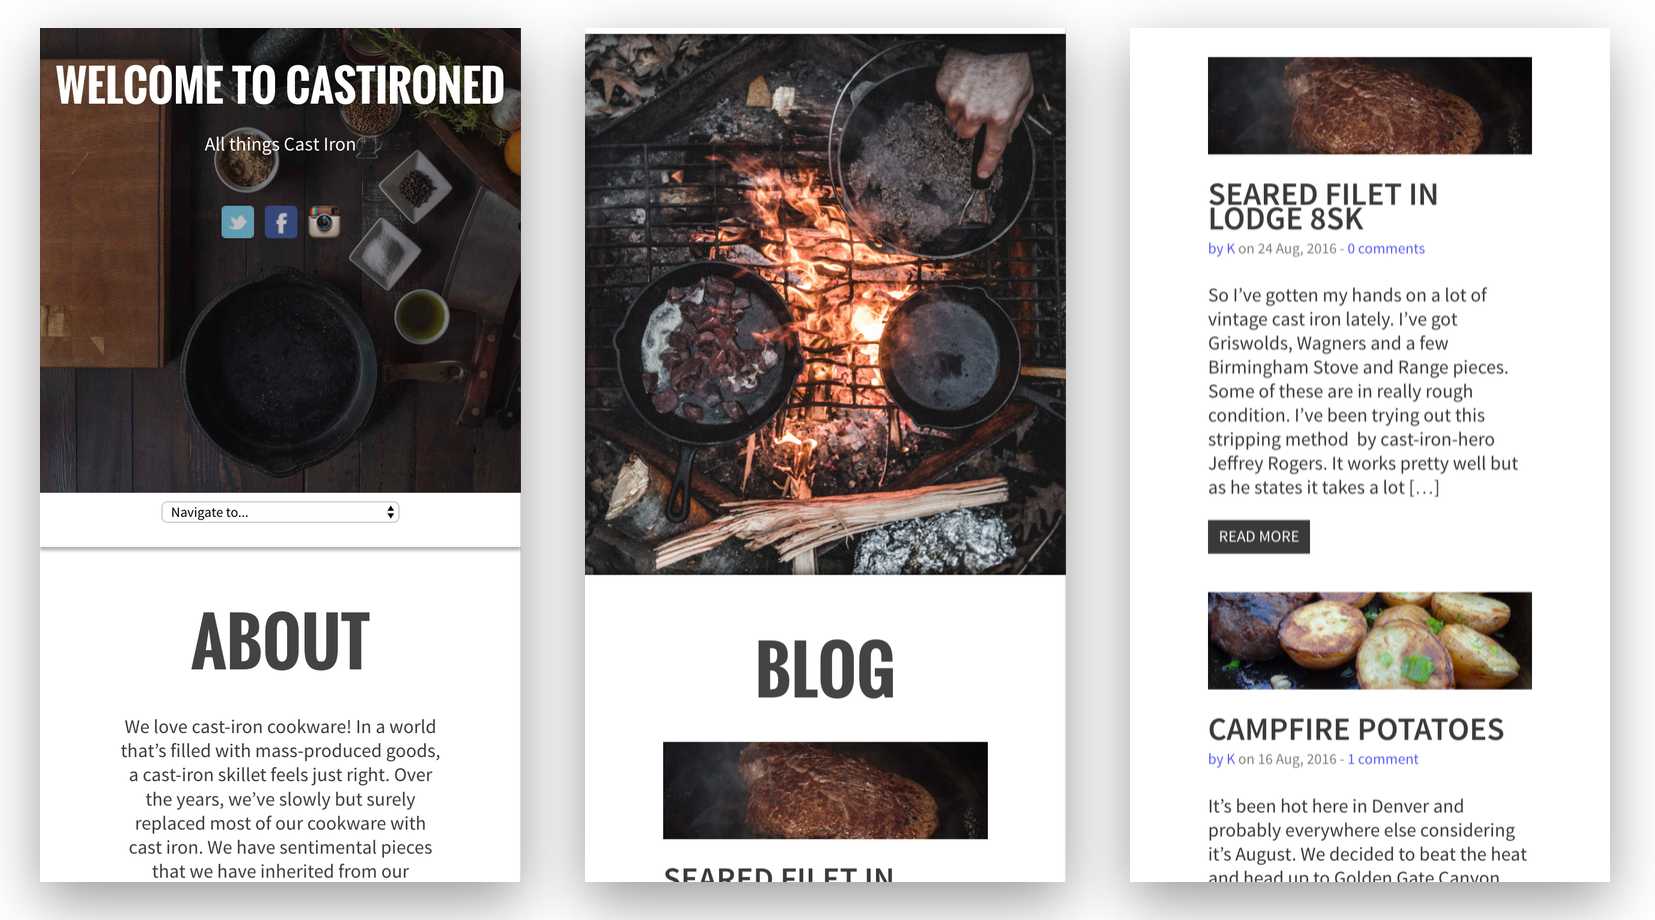 WELCOME TO CASTIRONED
All things Cast Iron
Navigate to...
ABOUT
We love cast-iron cookware! In a world
that’s filled with mass-produced goods,
a cast-iron skillet feels just right. Over
the years, we’ve slowly but surely
replaced most of our cookware with
cast iron. We have sentimental pieces
that we have inherited from our
BLOG
SEARED FILET IN
SEARED FILET IN
LODGE 8SK
by K on 24 Aug, 2016 - 0 comments
So I’ve gotten my hands on a lot of
vintage cast iron lately. I’ve got
Griswolds, Wagners and a few
Birmingham Stove and Range pieces.
Some of these are in really rough
condition. I’ve been trying out this
stripping method  by cast-iron-hero
Jeffrey Rogers. It works pretty well but
as he states it takes a lot […]
READ MORE
CAMPFIRE POTATOES
by K on 16 Aug, 2016 - 1 comment
It’s been hot here in Denver and
probably everywhere else considering
it’s August. We decided to beat the heat
and head up to Golden Gate Canyon